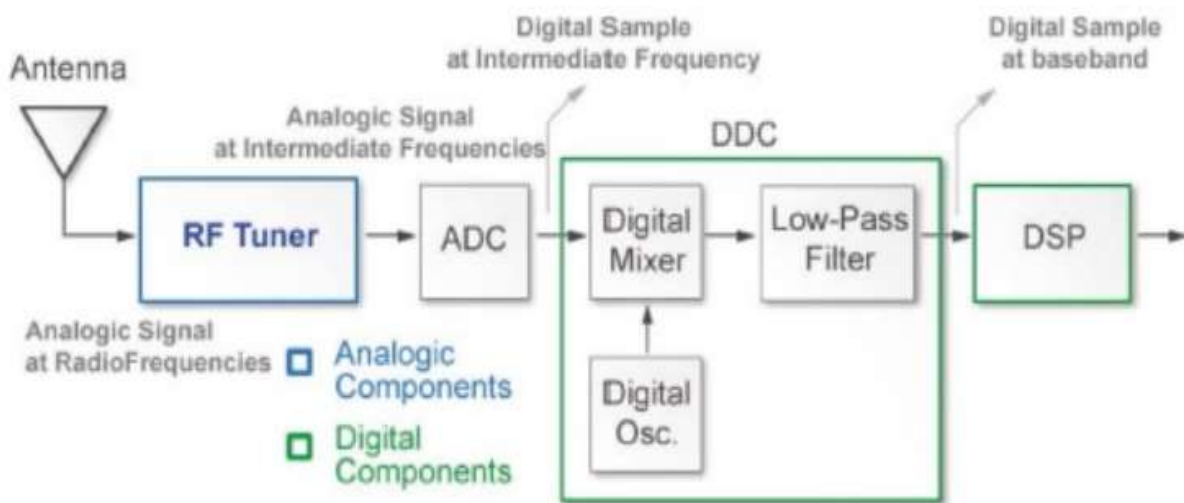 Digital Sample
at Intermediate Frequency
Digital Sample
at baseband
Antenna
Analogic Signal
at Intermediate Frequencies
DDC
RF Tuner
ADC
Digital
Mixer
Low-Pass
Filter
DSP
Analogic Signal
at RadioFrequencies
Analogic
Components
Digital
Osc.
Digital
Components